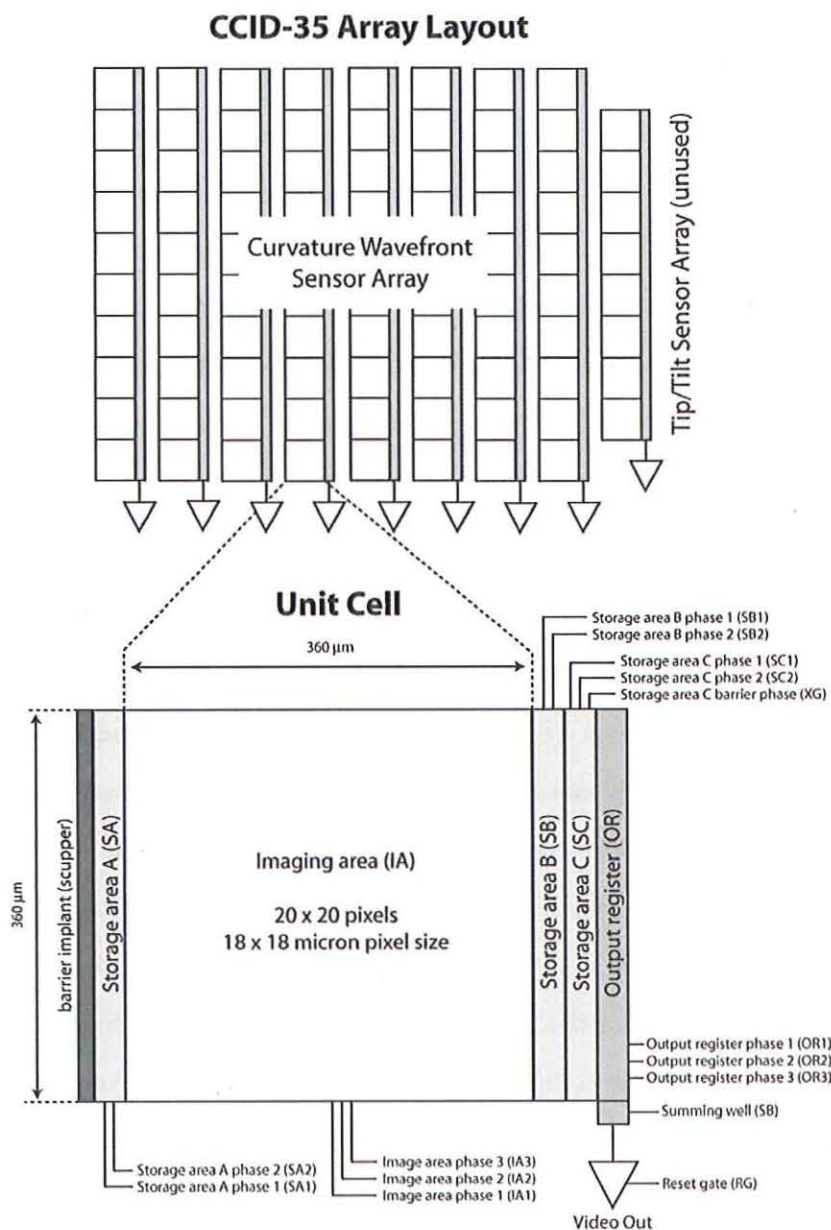 CCID-35 Array Layout
Curvature Wavefront
Sensor Array
Tip/Tilt Sensor Array (unused)
Unit Cell
360 μm
Storage area B phase 1 (SB1)
Storage area B phase 2 (SB2)
Storage area C phase 1 (SC1)
Storage area C phase 2 (SC2)
Storage area C barrier phase (XG)
360 μm
barrier implant (scupper)
Storage area A (SA)
Imaging area (IA)
20 x 20 pixels
18 x 18 micron pixel size
Storage area B (SB)
Storage area C (SC)
Output register (OR)
Output register phase 1 (OR1)
Output register phase 2 (OR2)
Output register phase 3 (OR3)
Summing well (SB)
Storage area A phase 2 (SA2)
Storage area A phase 1 (SA1)
Image area phase 3 (IA3)
Image area phase 2 (IA2)
Image area phase 1 (IA1)
Reset gate (RG)
Video Out